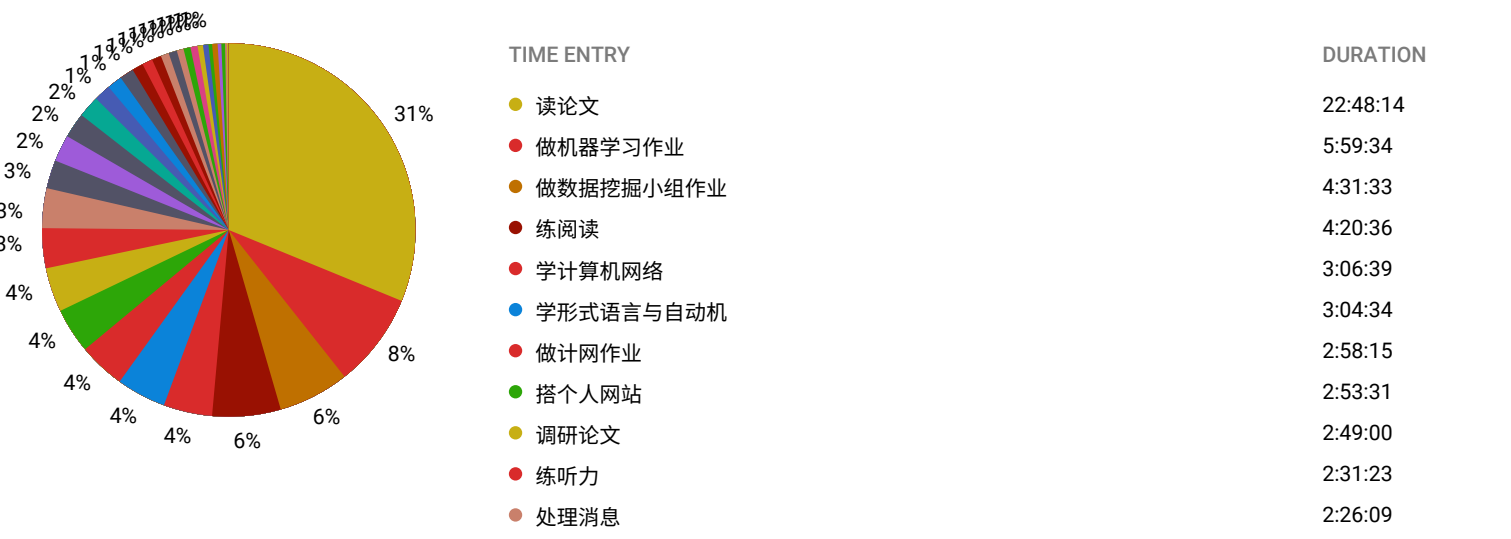 TIME ENTRY DURATION
读论文 22:48:14
做机器学习作业 5:59:34
做数据挖掘小组作业 4:31:33
练阅读 4:20:36
学计算机网络 3:06:39
学形式语言与自动机 3:04:34
做计网作业 2:58:15
搭个人网站 2:53:31
调研论文 2:49:00
练听力 2:31:23
处理消息 2:26:09
31%
8%
6%
6%
4%
4%
4%
4%
4%
3%
3%
3%
2%
2%
2%
1%